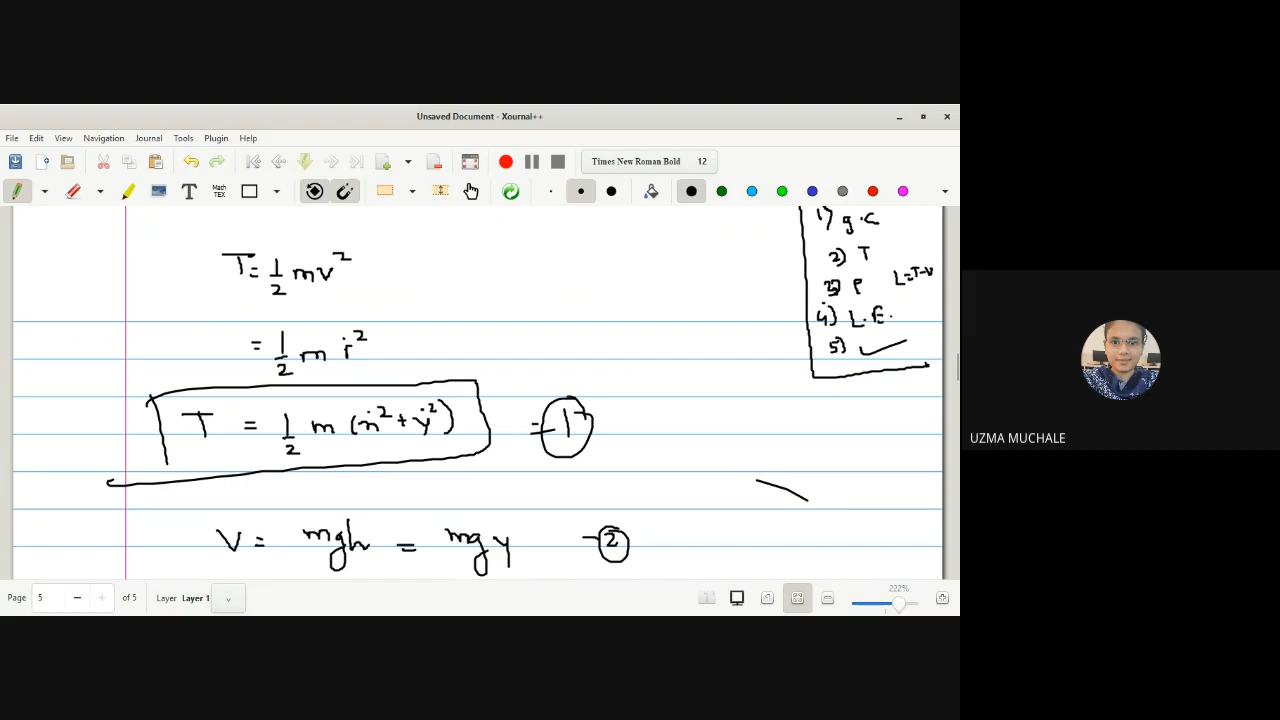 Unsaved Document - Xournal++
File Edit View Navigation Journal Tools Plugin Help
Times New Roman Bold 12
Math TEX
1) g.c
2) T
3) P L=T-V
4) L.E.
5) ✓
T = 1/2 mv²
= 1/2 m ṙ²
T = 1/2 m (ẋ² + ẏ²) = 1
V = mgh = mgy - 2
UZMA MUCHALE
Page 5 of 5 Layer Layer 1 222%